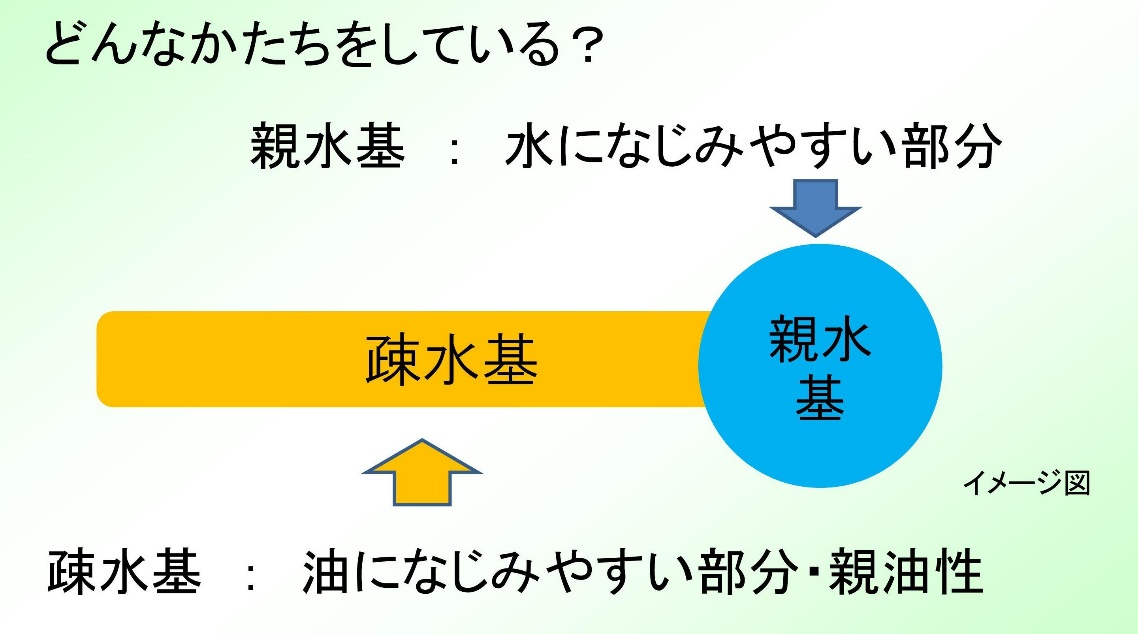 どんなかたちをしている？
親水基　：　水になじみやすい部分
疎水基
親水
基
イメージ図
疎水基　：　油になじみやすい部分・親油性